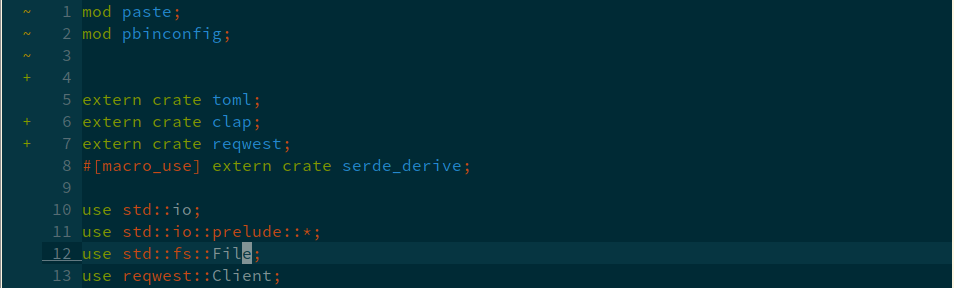 ~ 1 mod paste;
~ 2 mod pbinconfig;
~ 3
+ 4
5 extern crate toml;
+ 6 extern crate clap;
+ 7 extern crate reqwest;
8 #[macro_use] extern crate serde_derive;
9
10 use std::io;
11 use std::io::prelude::*;
12 use std::fs::File;
13 use reqwest::Client;